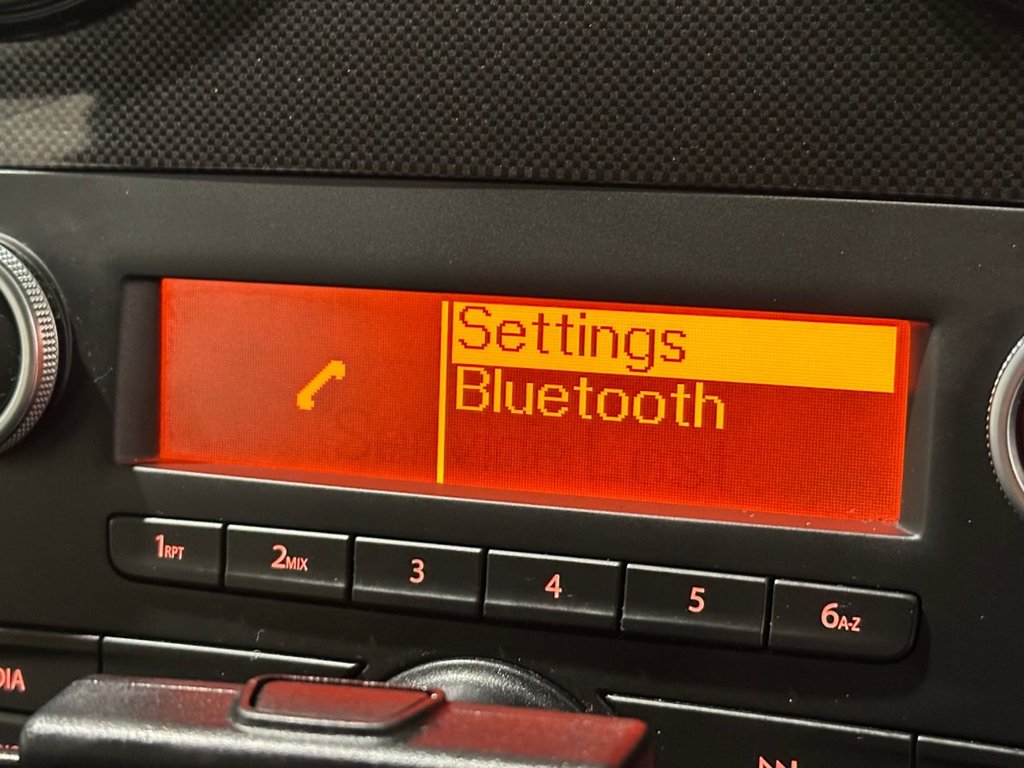 Settings
Bluetooth
1RPT 2MIX 3 4 5 6A-Z